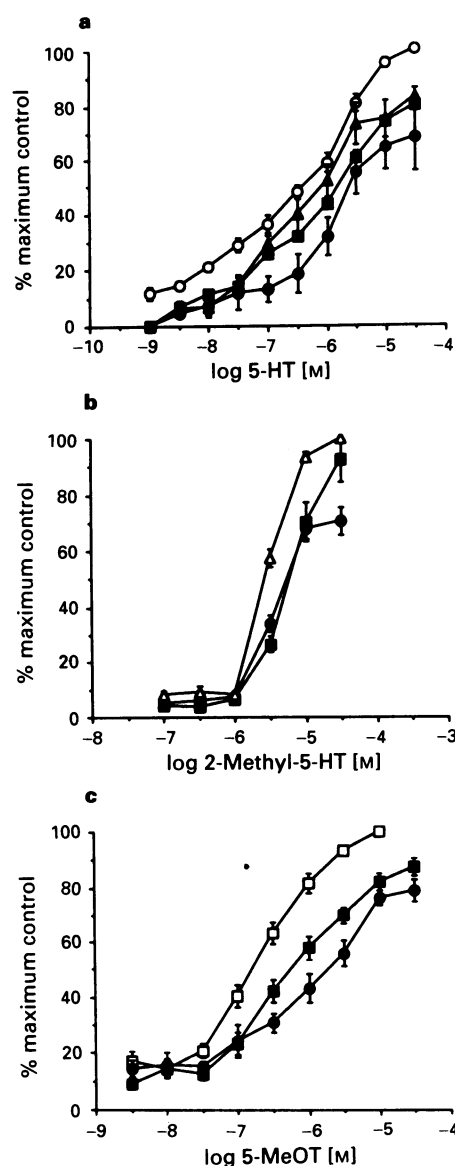 a
100
80
60
40
20
0
% maximum control
−10 −9 −8 −7 −6 −5 −4
log 5-HT [M]
b
100
80
60
40
20
0
% maximum control
−8 −7 −6 −5 −4 −3
log 2-Methyl-5-HT [M]
c
100
80
60
40
20
0
% maximum control
−9 −8 −7 −6 −5 −4
log 5-MeOT [M]